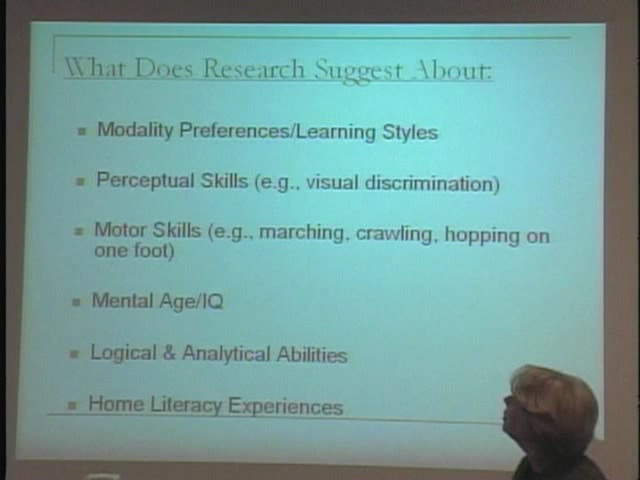 What Does Research Suggest About:
Modality Preferences/Learning Styles
Perceptual Skills (e.g., visual discrimination)
Motor Skills (e.g., marching, crawling, hopping on
one foot)
Mental Age/IQ
Logical & Analytical Abilities
Home Literacy Experiences